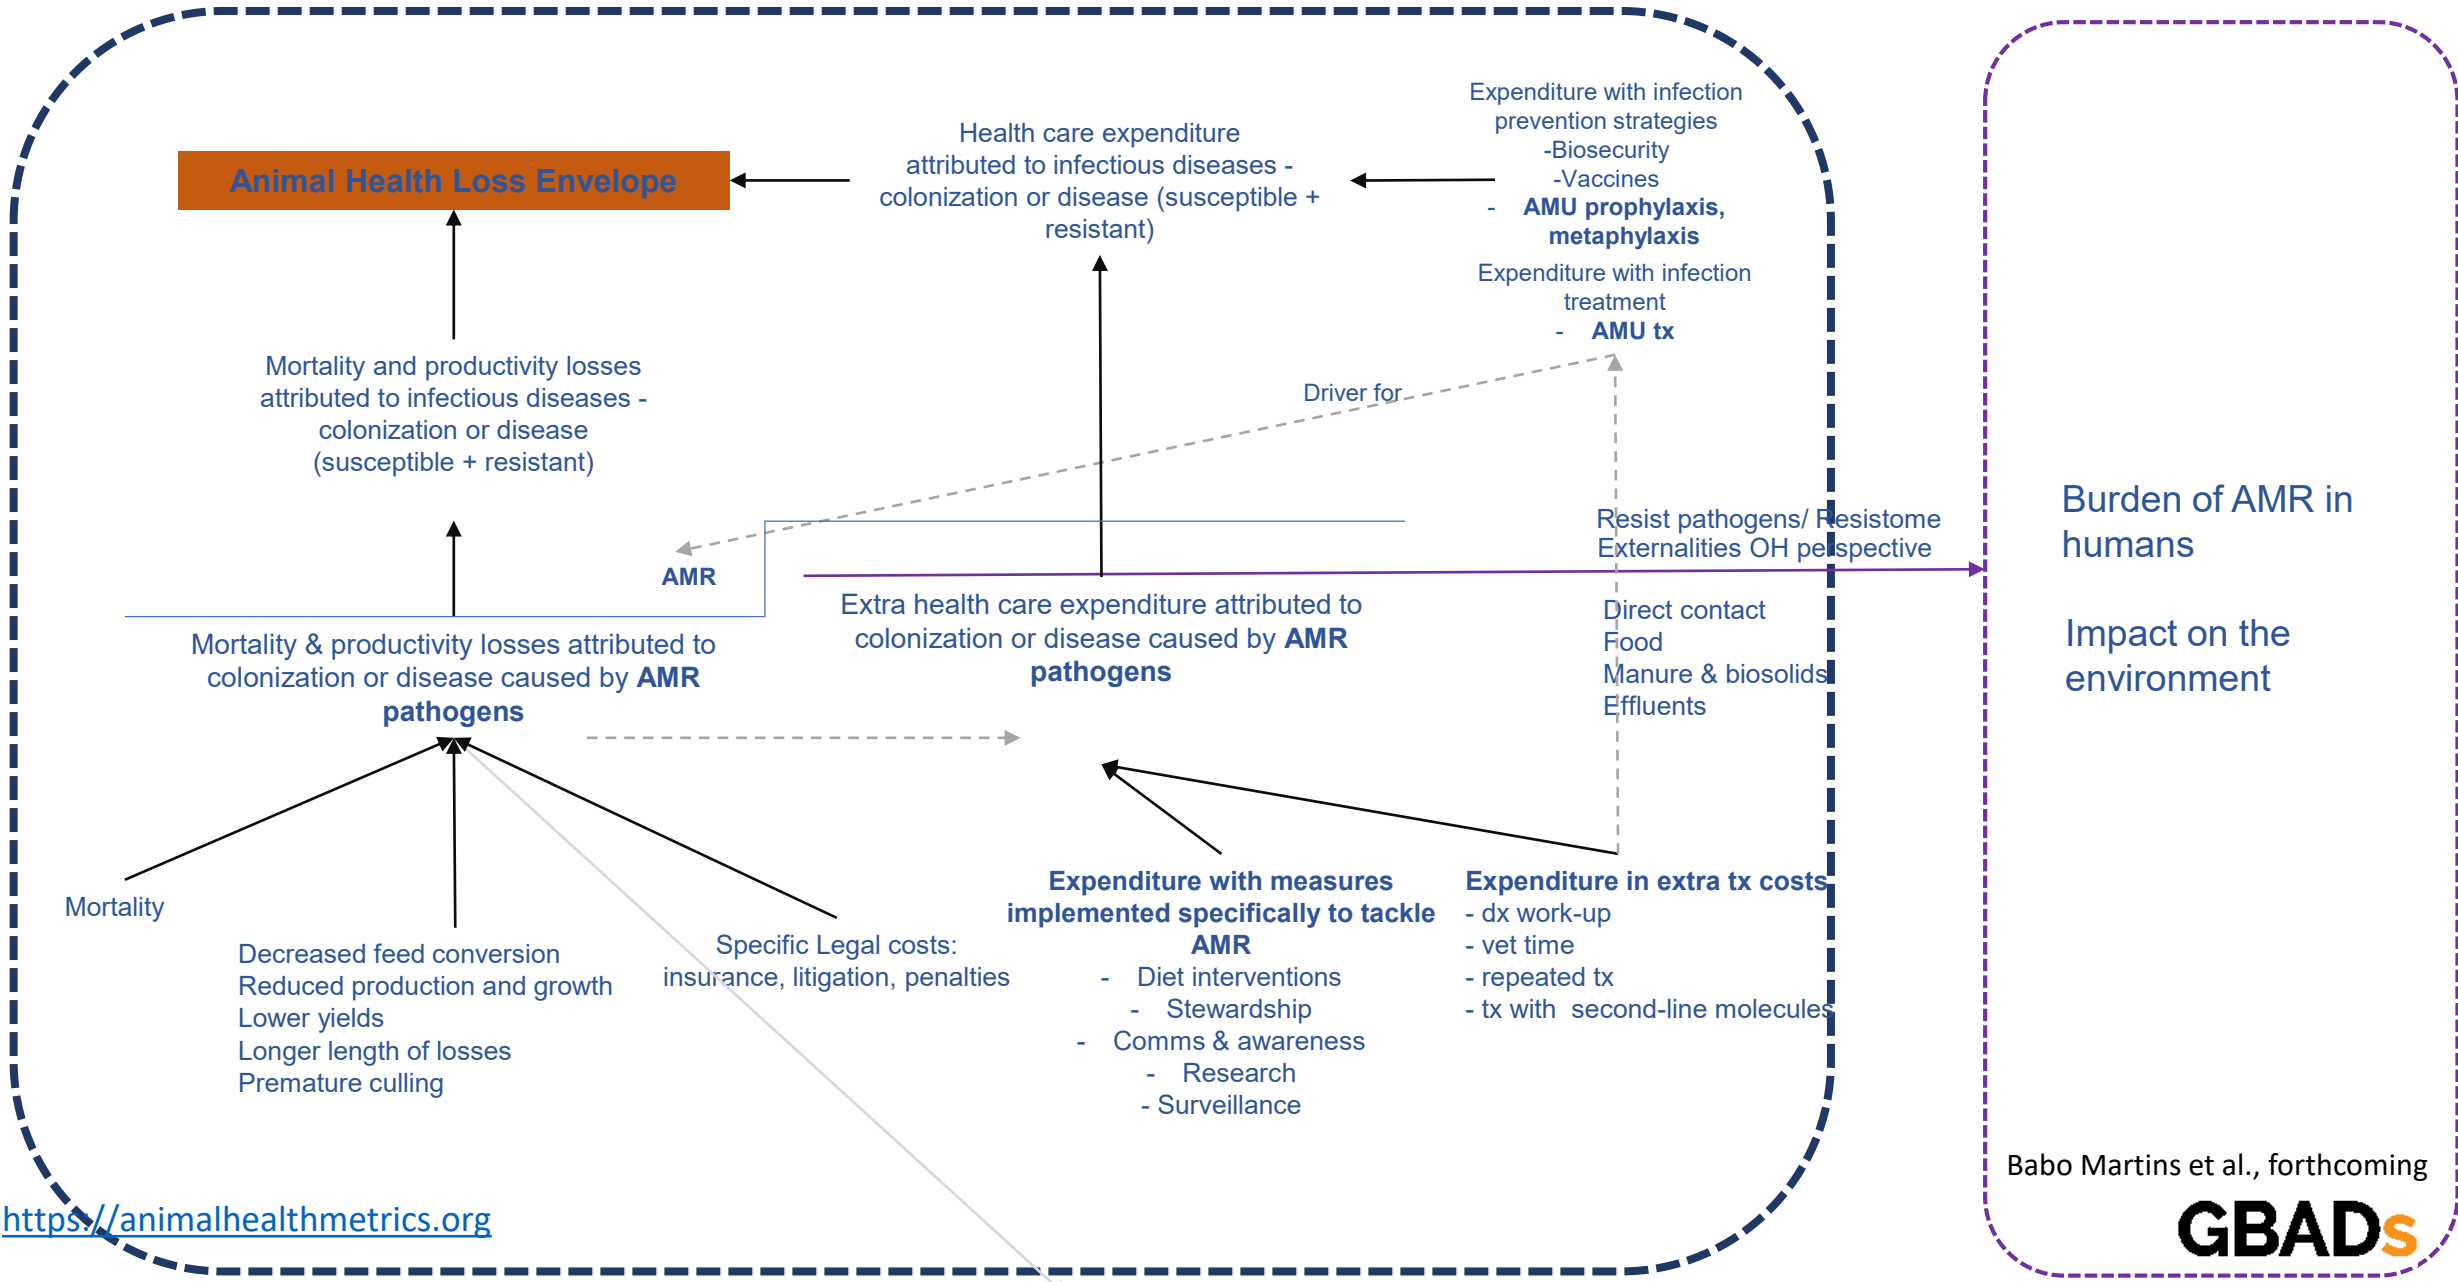 Animal Health Loss Envelope
Health care expenditure
attributed to infectious diseases -
colonization or disease (susceptible +
resistant)
Expenditure with infection
prevention strategies
-Biosecurity
-Vaccines
- AMU prophylaxis,
metaphylaxis
Expenditure with infection
treatment
- AMU tx
Mortality and productivity losses
attributed to infectious diseases -
colonization or disease
(susceptible + resistant)
Driver for
AMR
Resist pathogens/ Resistome
Externalities OH perspective
Direct contact
Food
Manure & biosolids
Effluents
Mortality & productivity losses attributed to
colonization or disease caused by AMR
pathogens
Extra health care expenditure attributed to
colonization or disease caused by AMR
pathogens
Mortality
Decreased feed conversion
Reduced production and growth
Lower yields
Longer length of losses
Premature culling
Specific Legal costs:
insurance, litigation, penalties
Expenditure with measures
implemented specifically to tackle
AMR
- Diet interventions
- Stewardship
- Comms & awareness
- Research
- Surveillance
Expenditure in extra tx costs
- dx work-up
- vet time
- repeated tx
- tx with second-line molecules
Burden of AMR in
humans
Impact on the
environment
Babo Martins et al., forthcoming
GBADs
https://animalhealthmetrics.org